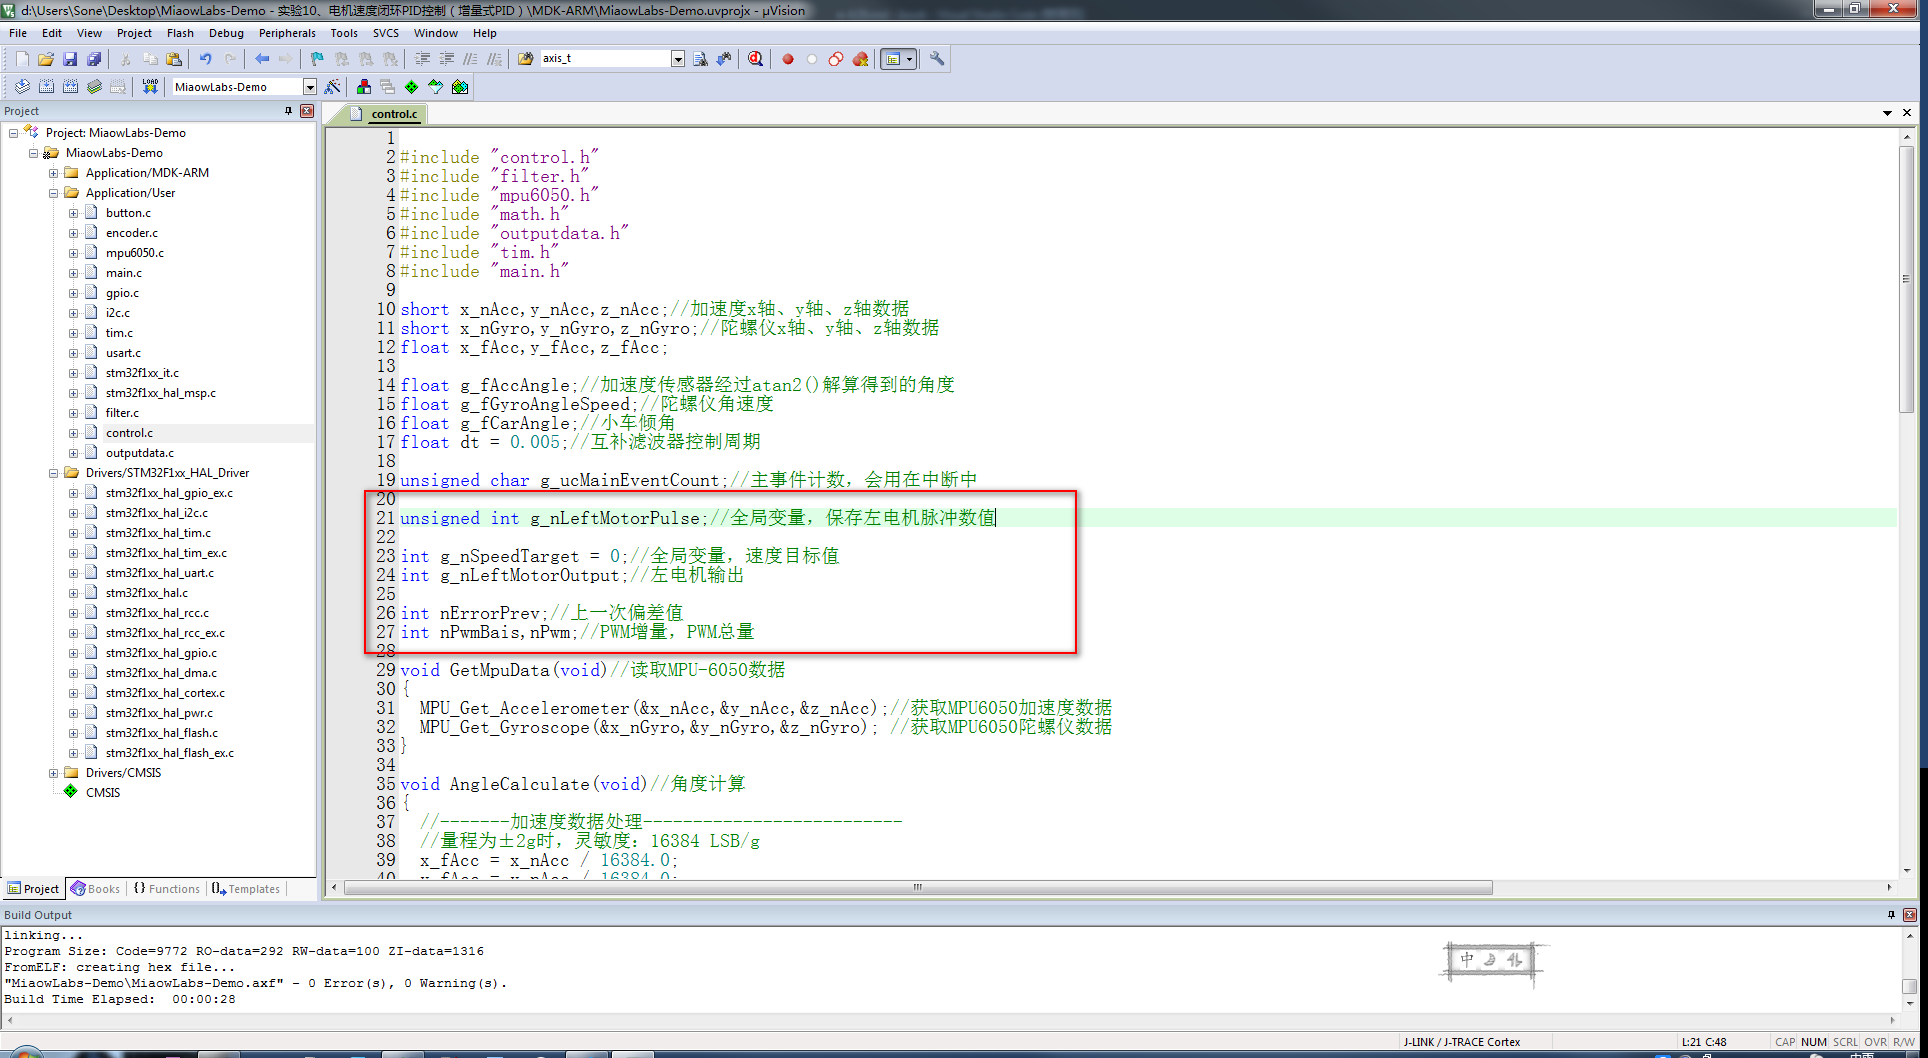 d:\Users\Sone\Desktop\MiaowLabs-Demo - 实验10、电机速度闭环PID控制（增量式PID）\MDK-ARM\MiaowLabs-Demo.uvprojx - µVision
File Edit View Project Flash Debug Peripherals Tools SVCS Window Help
axis_t
LOAD MiaowLabs-Demo
Project
Project: MiaowLabs-Demo
MiaowLabs-Demo
Application/MDK-ARM
Application/User
button.c
encoder.c
mpu6050.c
main.c
gpio.c
i2c.c
tim.c
usart.c
stm32f1xx_it.c
stm32f1xx_hal_msp.c
filter.c
control.c
outputdata.c
Drivers/STM32F1xx_HAL_Driver
stm32f1xx_hal_gpio_ex.c
stm32f1xx_hal_i2c.c
stm32f1xx_hal_tim.c
stm32f1xx_hal_tim_ex.c
stm32f1xx_hal_uart.c
stm32f1xx_hal.c
stm32f1xx_hal_rcc.c
stm32f1xx_hal_rcc_ex.c
stm32f1xx_hal_gpio.c
stm32f1xx_hal_dma.c
stm32f1xx_hal_cortex.c
stm32f1xx_hal_pwr.c
stm32f1xx_hal_flash.c
stm32f1xx_hal_flash_ex.c
Drivers/CMSIS
CMSIS
Project Books {} Functions Templates
control.c
1
2 #include "control.h"
3 #include "filter.h"
4 #include "mpu6050.h"
5 #include "math.h"
6 #include "outputdata.h"
7 #include "tim.h"
8 #include "main.h"
9
10 short x_nAcc,y_nAcc,z_nAcc;//加速度x轴、y轴、z轴数据
11 short x_nGyro,y_nGyro,z_nGyro;//陀螺仪x轴、y轴、z轴数据
12 float x_fAcc,y_fAcc,z_fAcc;
13
14 float g_fAccAngle;//加速度传感器经过atan2()解算得到的角度
15 float g_fGyroAngleSpeed;//陀螺仪角速度
16 float g_fCarAngle;//小车倾角
17 float dt = 0.005;//互补滤波器控制周期
18
19 unsigned char g_ucMainEventCount;//主事件计数，会用在中断中
20
21 unsigned int g_nLeftMotorPulse;//全局变量，保存左电机脉冲数值
22
23 int g_nSpeedTarget = 0;//全局变量，速度目标值
24 int g_nLeftMotorOutput;//左电机输出
25
26 int nErrorPrev;//上一次偏差值
27 int nPwmBais,nPwm;//PWM增量，PWM总量
28
29 void GetMpuData(void)//读取MPU-6050数据
30 {
31 MPU_Get_Accelerometer(&x_nAcc,&y_nAcc,&z_nAcc);//获取MPU6050加速度数据
32 MPU_Get_Gyroscope(&x_nGyro,&y_nGyro,&z_nGyro); //获取MPU6050陀螺仪数据
33 }
34
35 void AngleCalculate(void)//角度计算
36 {
37 //-------加速度数据处理--------------------------
38 //量程为±2g时，灵敏度：16384 LSB/g
39 x_fAcc = x_nAcc / 16384.0;
Build Output
linking...
Program Size: Code=9772 RO-data=292 RW-data=100 ZI-data=1316
FromELF: creating hex file...
"MiaowLabs-Demo\MiaowLabs-Demo.axf" - 0 Error(s), 0 Warning(s).
Build Time Elapsed:  00:00:28
中
J-LINK / J-TRACE Cortex L:21 C:48 CAP NUM SCRL OVR R/W